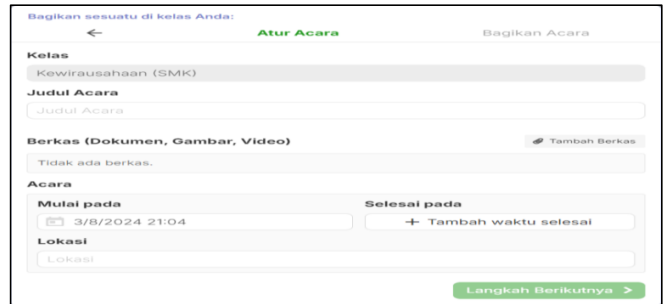 Bagikan sesuatu di kelas Anda:
← Atur Acara Bagikan Acara
Kelas
Kewirausahaan (SMK)
Judul Acara
Judul Acara
Berkas (Dokumen, Gambar, Video) Tambah Berkas
Tidak ada berkas.
Acara
Mulai pada Selesai pada
3/8/2024 21:04 + Tambah waktu selesai
Lokasi
Lokasi
Langkah Berikutnya >